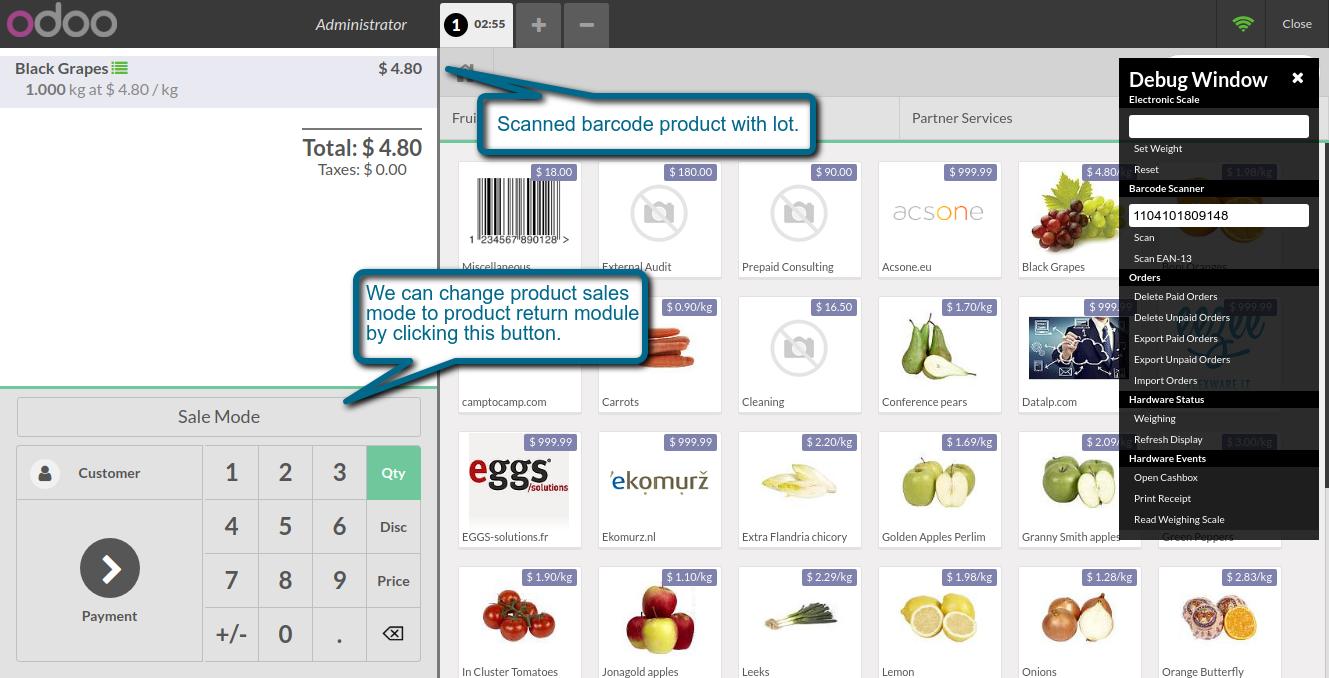 odoo
Administrator
1 02:55
+
−
Close
Black Grapes $ 4.80
1.000 kg at $ 4.80 / kg
Total: $ 4.80
Taxes: $ 0.00
Scanned barcode product with lot.
Partner Services
We can change product sales
mode to product return module
by clicking this button.
Sale Mode
Customer
1 2 3 Qty
4 5 6 Disc
7 8 9 Price
+/- 0 .
Payment
$ 18.00
1 234567 890128 >
Miscellaneous
$ 180.00
External Audit
$ 90.00
Prepaid Consulting
$ 999.99
acsone
Acsone.eu
$ 4.80/kg
Black Grapes
$ 1.98/kg
camptocamp.com
$ 0.90/kg
Carrots
$ 16.50
Cleaning
$ 1.70/kg
Conference pears
$ 999.99
Datalp.com
$ 999.99
$ 999.99
eggs
/solutions
EGGS-solutions.fr
$ 999.99
ekomurž
Ekomurz.nl
$ 2.20/kg
Extra Flandria chicory
$ 1.69/kg
Golden Apples Perlim
$ 2.09/
Granny Smith apples
$ 3.00/kg
Green Peppers
$ 1.90/kg
In Cluster Tomatoes
$ 1.10/kg
Jonagold apples
$ 2.29/kg
Leeks
$ 1.98/kg
Lemon
$ 1.28/kg
Onions
$ 2.83/kg
Orange Butterfly
Debug Window
Electronic Scale
Set Weight
Reset
Barcode Scanner
1104101809148
Scan
Scan EAN-13
Orders
Delete Paid Orders
Delete Unpaid Orders
Export Paid Orders
Export Unpaid Orders
Import Orders
Hardware Status
Weighing
Refresh Display
Hardware Events
Open Cashbox
Print Receipt
Read Weighing Scale